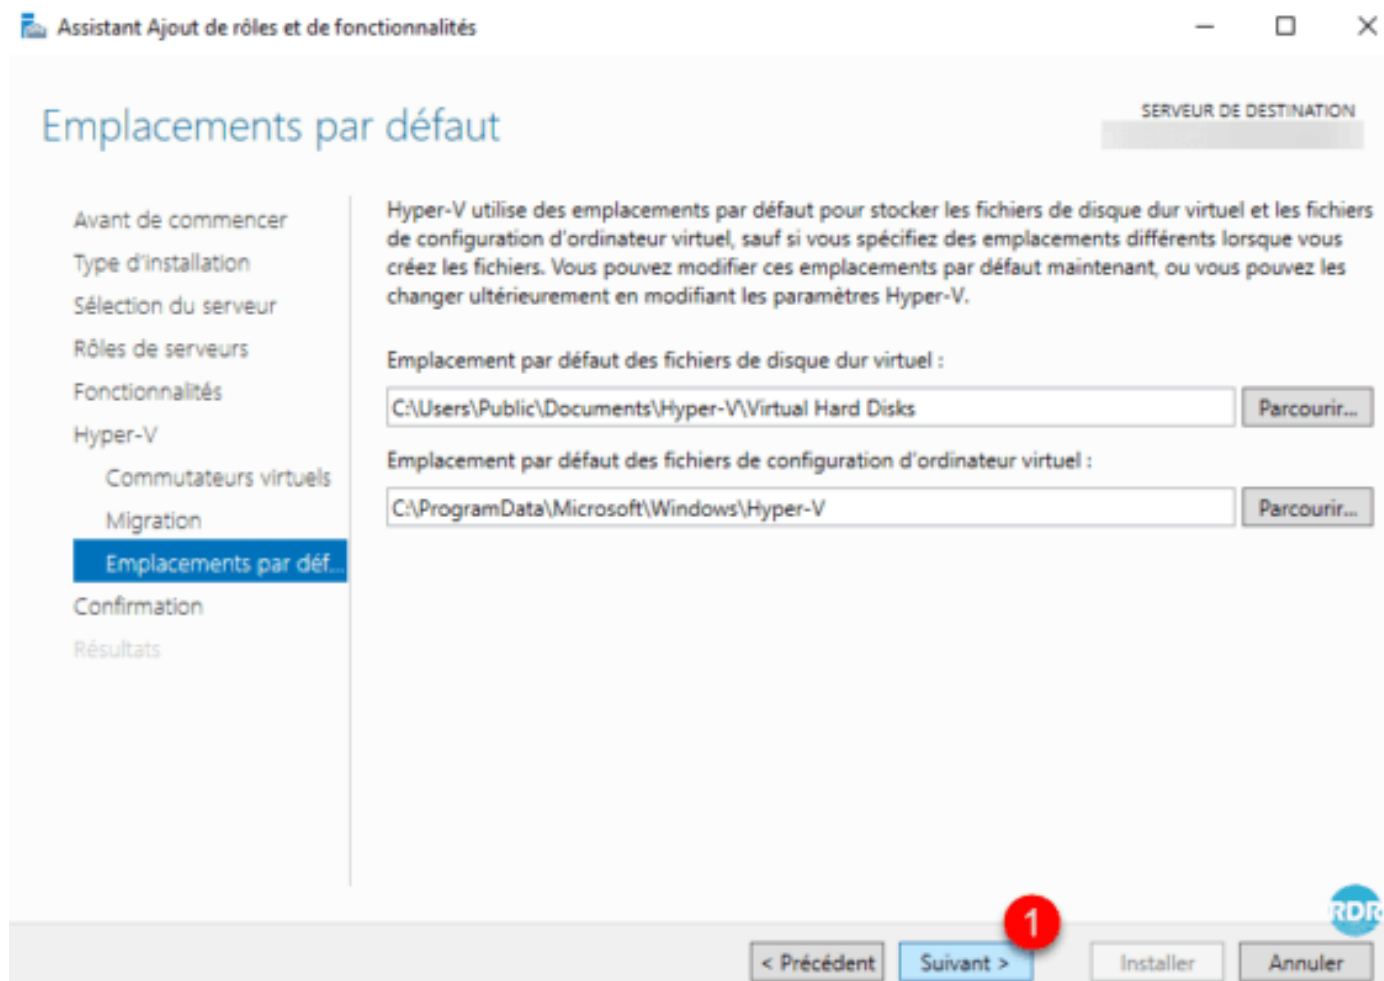 Assistant Ajout de rôles et de fonctionnalités
Emplacements par défaut
SERVEUR DE DESTINATION
Avant de commencer
Type d'installation
Sélection du serveur
Rôles de serveurs
Fonctionnalités
Hyper-V
Commutateurs virtuels
Migration
Emplacements par déf...
Confirmation
Résultats
Hyper-V utilise des emplacements par défaut pour stocker les fichiers de disque dur virtuel et les fichiers
de configuration d'ordinateur virtuel, sauf si vous spécifiez des emplacements différents lorsque vous
créez les fichiers. Vous pouvez modifier ces emplacements par défaut maintenant, ou vous pouvez les
changer ultérieurement en modifiant les paramètres Hyper-V.
Emplacement par défaut des fichiers de disque dur virtuel :
C:\Users\Public\Documents\Hyper-V\Virtual Hard Disks
Parcourir...
Emplacement par défaut des fichiers de configuration d'ordinateur virtuel :
C:\ProgramData\Microsoft\Windows\Hyper-V
Parcourir...
RDR
1
< Précédent
Suivant >
Installer
Annuler